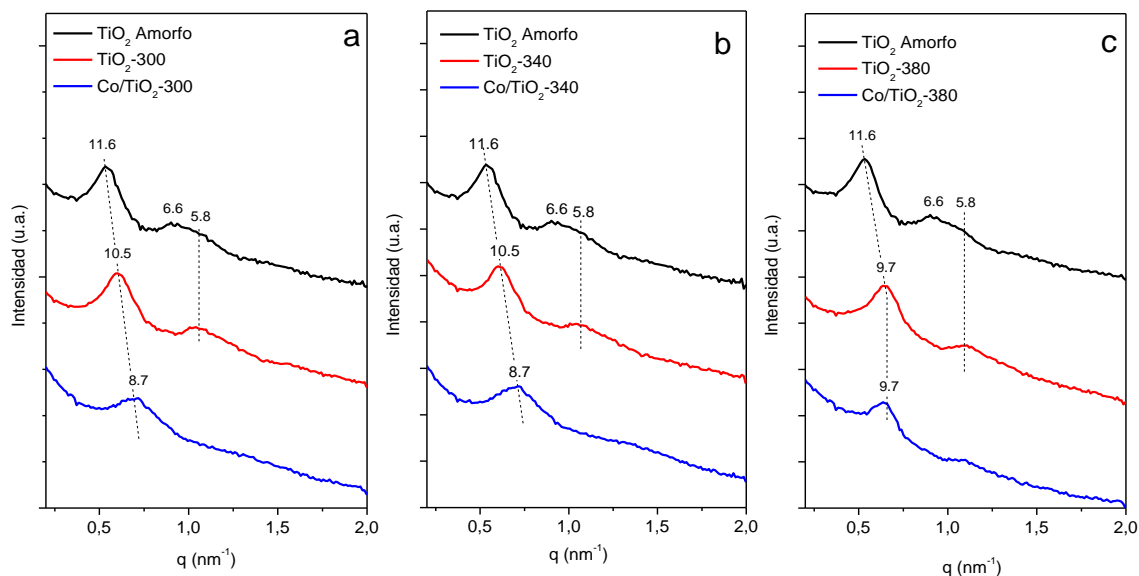 a
TiO₂ Amorfo
TiO₂-300
Co/TiO₂-300
11.6
6.6
5.8
10.5
8.7
Intensidad (u.a.)
0,5 1,0 1,5 2,0
q (nm⁻¹)
b
TiO₂ Amorfo
TiO₂-340
Co/TiO₂-340
11.6
6.6
5.8
10.5
8.7
Intensidad (u.a.)
0,5 1,0 1,5 2,0
q (nm⁻¹)
c
TiO₂ Amorfo
TiO₂-380
Co/TiO₂-380
11.6
6.6
5.8
9.7
9.7
Intensidad (u.a.)
0,5 1,0 1,5 2,0
q (nm⁻¹)